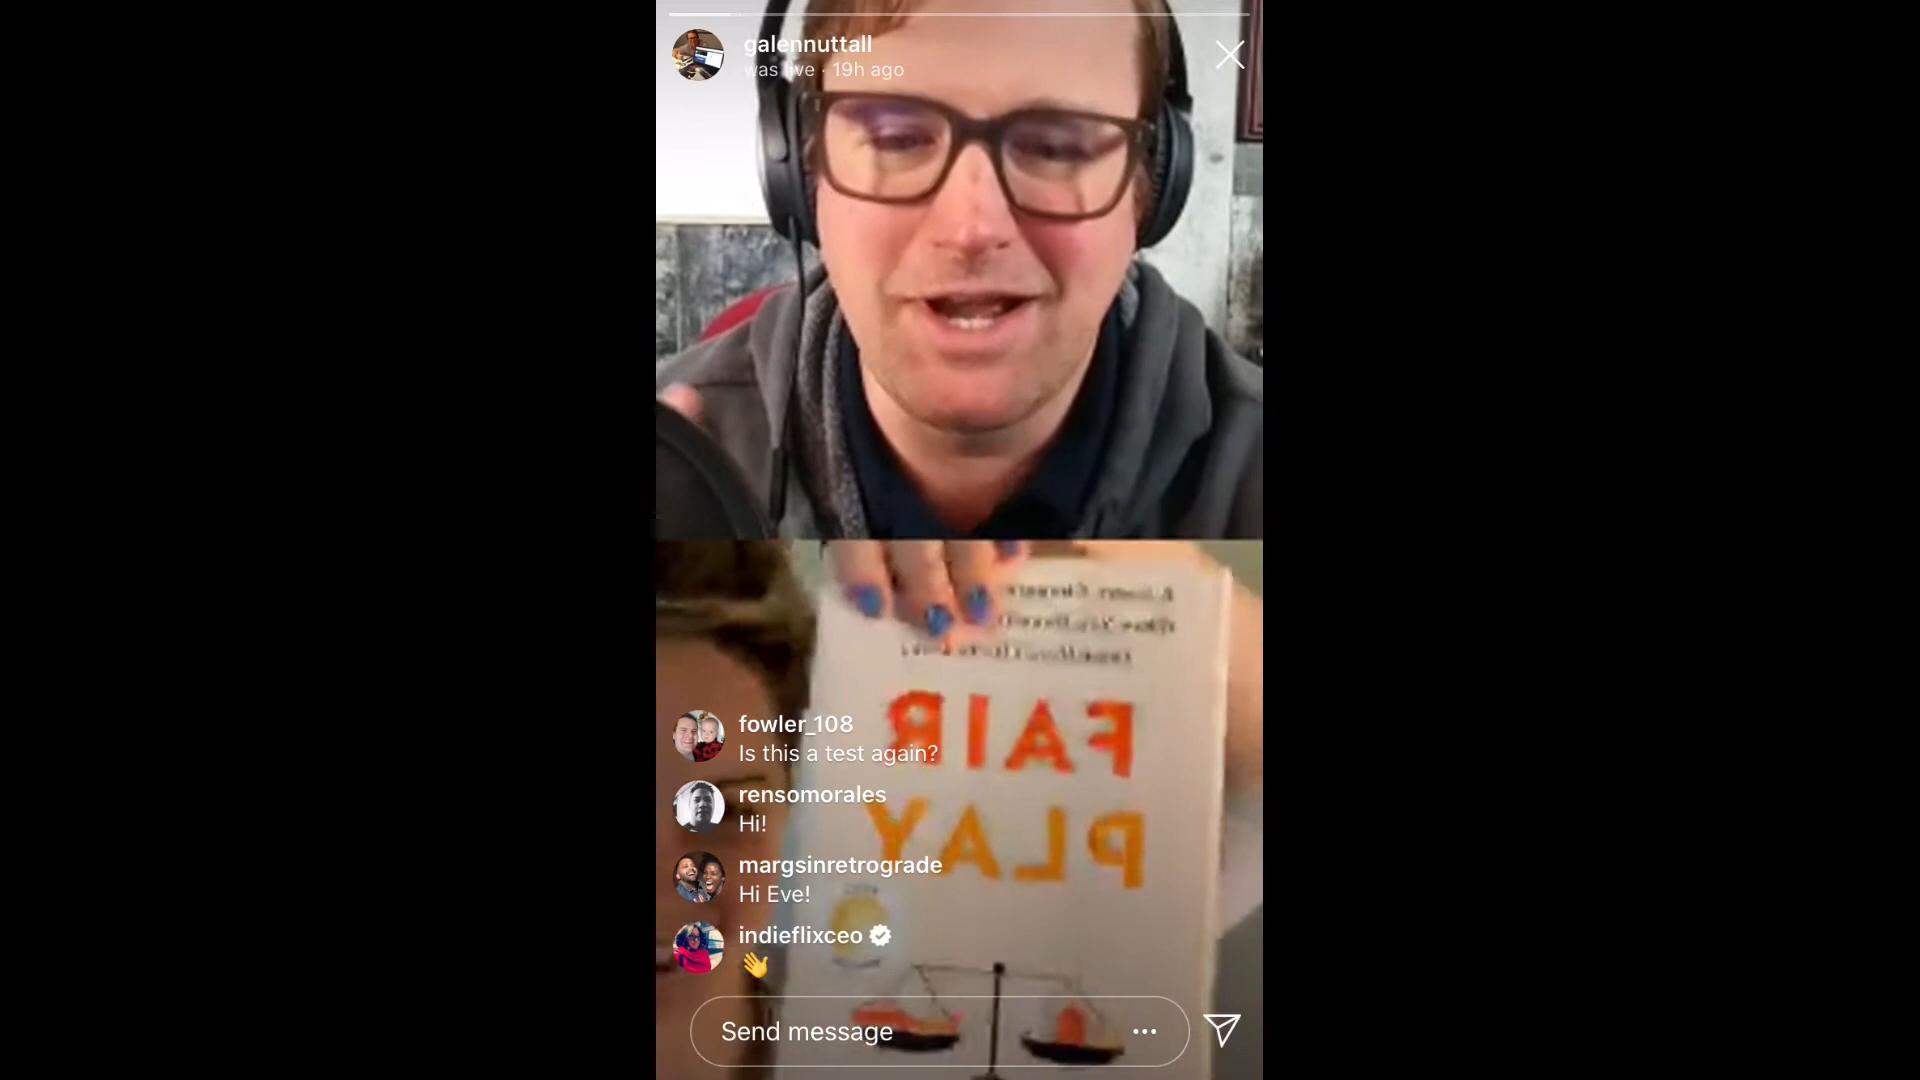 galennuttall
was live · 19h ago
FAIR
PLAY
fowler_108
Is this a test again?
rensomorales
Hi!
margsinretrograde
Hi Eve!
indieflixceo
👋
Send message